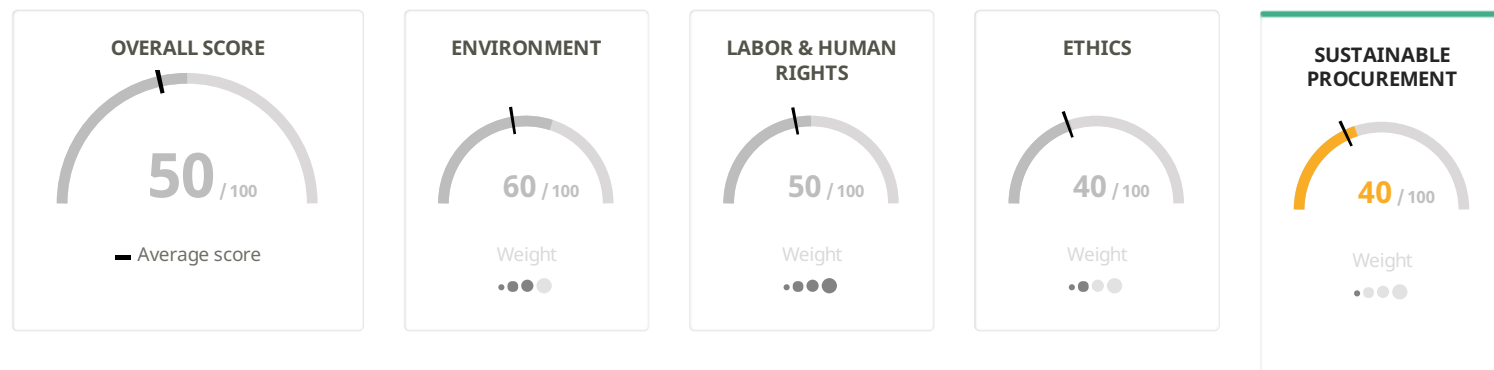 OVERALL SCORE
50 / 100
Average score
ENVIRONMENT
60 / 100
Weight
LABOR & HUMAN
RIGHTS
50 / 100
Weight
ETHICS
40 / 100
Weight
SUSTAINABLE
PROCUREMENT
40 / 100
Weight